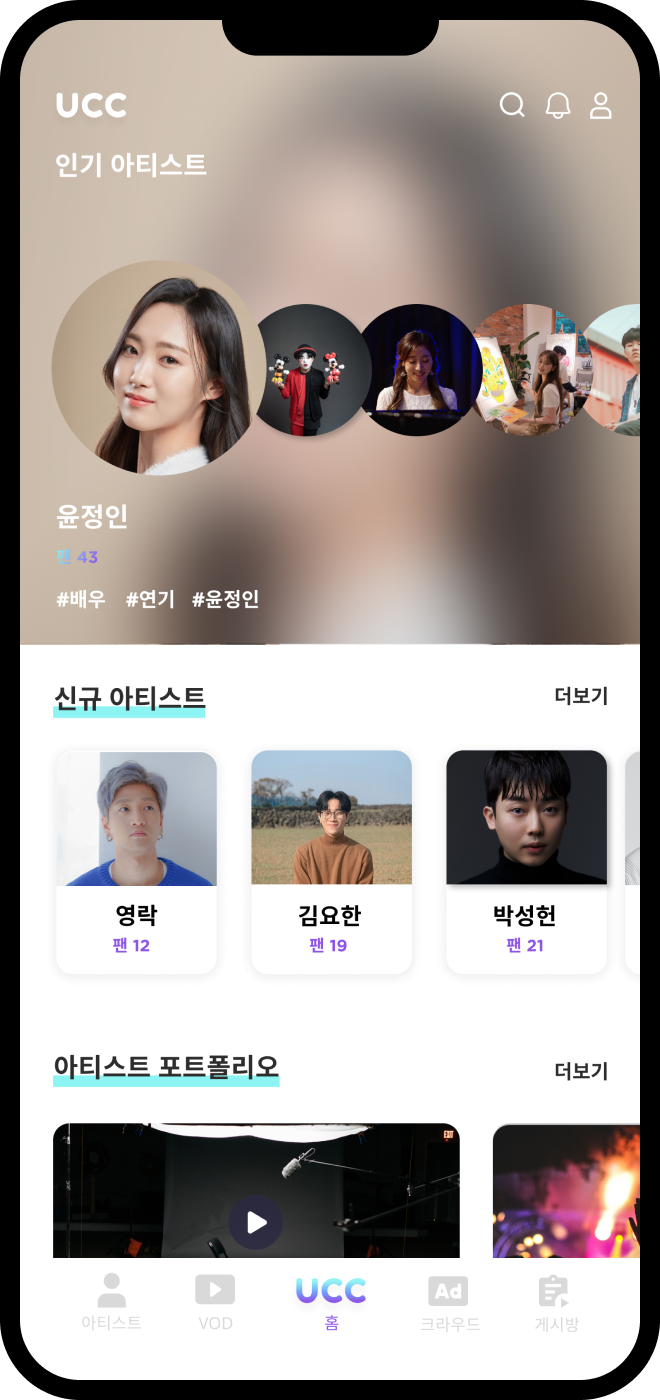 UCC
인기 아티스트
윤정인
팬 43
#배우 #연기 #윤정인
신규 아티스트 더보기
영락 김요한 박성헌
팬 12 팬 19 팬 21
아티스트 포트폴리오 더보기
EXIT
UCC Ad
아티스트 VOD 홈 크라우드 게시방